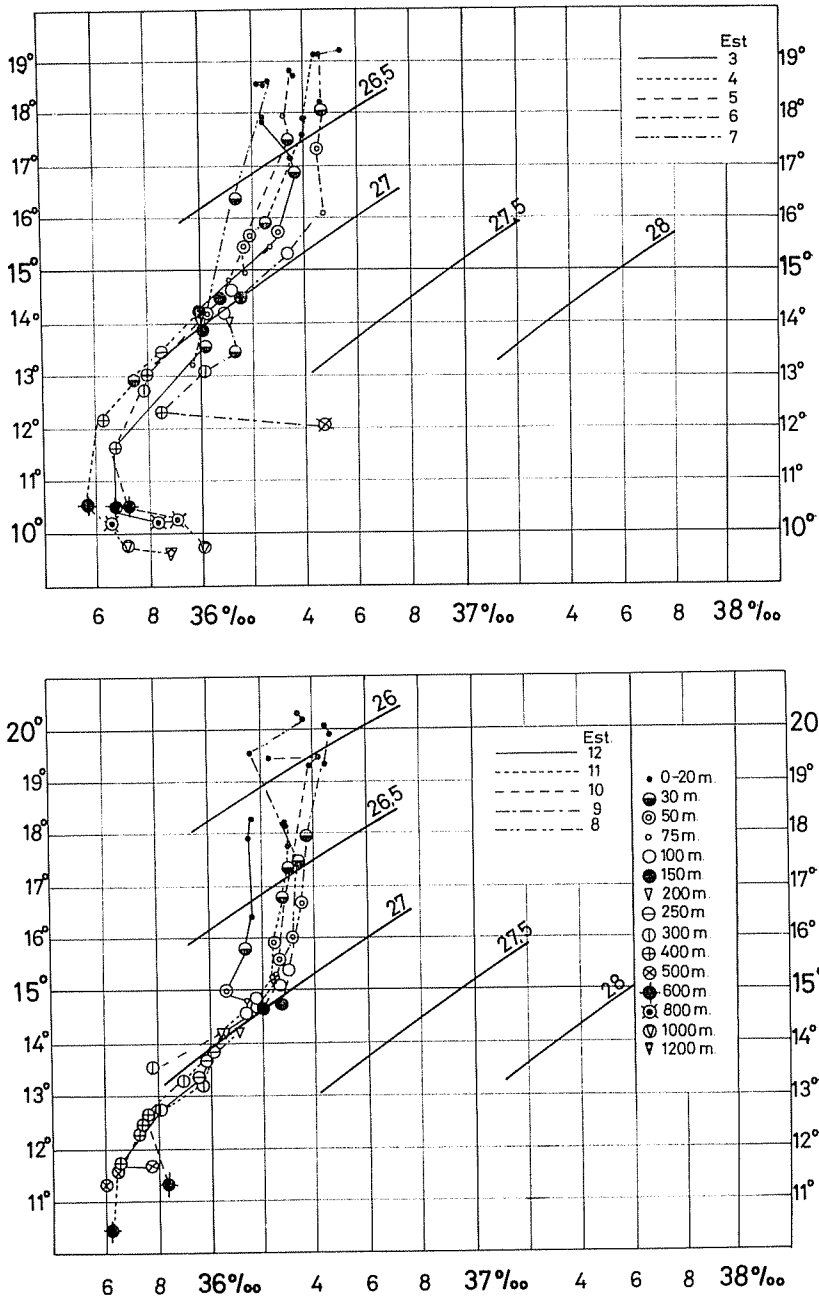 Est
3
4
5
6
7
26,5
27
27,5
28
19° 19°
18° 18°
17° 17°
16° 16°
15° 15°
14° 14°
13° 13°
12° 12°
11° 11°
10° 10°
6 8 36‰ 4 37‰ 4 6 8 38‰
Est.
12
11
10
9
8
26
26,5
27
27,5
28
0-20 m.
30 m.
50 m.
75 m.
100 m.
150 m.
200 m.
250 m
300 m.
400 m.
500 m.
600 m.
800 m.
1000 m.
1200 m.
20° 20
19° 19°
18° 18°
17° 17°
16° 16°
15° 15°
14° 14°
13° 13°
12° 12°
11° 11°
6 8 36‰ 4 8 37‰ 4 6 8 38‰